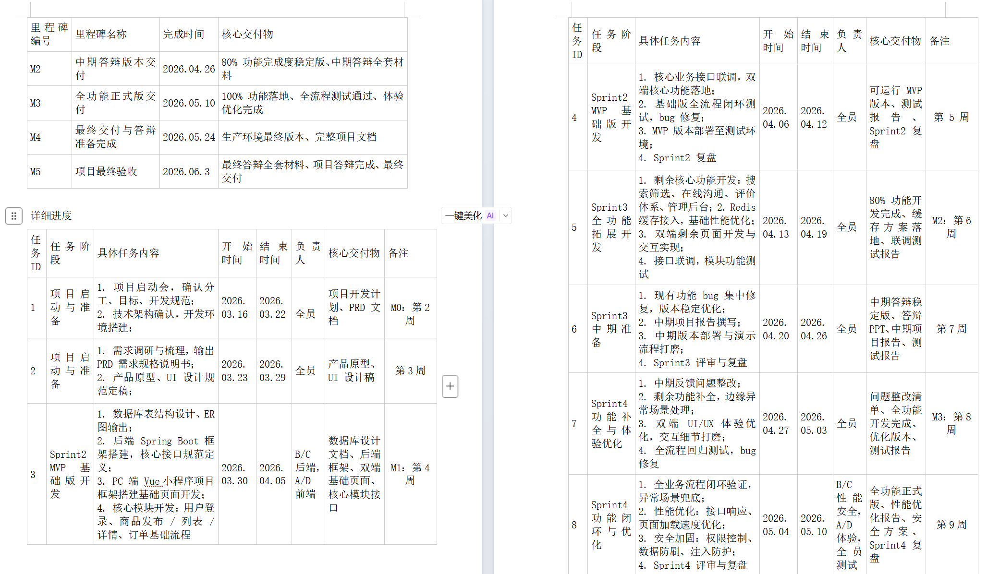 里程碑
编号
里程碑名称
完成时间
核心交付物
M2
中期答辩版本交
付
2026.04.26
80% 功能完成度稳定版、中期答辩全套材
料
M3
全功能正式版交
付
2026.05.10
100% 功能落地、全流程测试通过、体验
优化完成
M4
最终交付与答辩
准备完成
2026.05.24
生产环境最终版本、完整项目文档
M5
项目最终验收
2026.06.3
最终答辩全套材料、项目答辩完成、最终
交付
详细进度
一键美化 AI
任
务
ID
任务阶
段
具体任务内容
开始
时间
结束
时间
负责
人
核心交付物
备注
1
项目启
动与准
备
1. 项目启动会，确认分
工、目标、开发规范；
2. 技术架构确认，开发环
境搭建；
2026.
03.16
2026.
03.22
全员
项目开发计
划、PRD 文
档
M0：第 2
周
2
项目启
动与准
备
1. 需求调研与梳理，输出
PRD 需求规格说明书；
2. 产品原型、UI 设计规
范定稿；
2026.
03.23
2026.
03.29
全员
产品原型、
UI 设计稿
第 3 周
3
Sprint2
MVP 基
础版开
发
1. 数据库表结构设计、ER
图输出；
2. 后端 Spring Boot 框
架搭建，核心接口规范定
义；
3. PC 端 Vue 小程序项目
框架搭建基础页面开发；
4. 核心模块开发：用户登
录、商品发布 / 列表 /
详情、订单基础流程
2026.
03.30
2026.
04.05
B/C
后端，
A/D
前端
数据库设计
文档、后端
框架、双端
基础页面、
核心模块接
口
M1：第 4
周
任
务
ID
任务阶
段
具体任务内容
开始
时间
结束
时间
负责
人
核心交付物
备注
4
Sprint2
MVP 基
础版开
发
1. 核心业务接口联调，双
端核心功能落地；
2. 基础版全流程闭环测
试，bug 修复；
3. MVP 版本部署至测试环
境；
4. Sprint2 复盘
2026.
04.06
2026.
04.12
全员
可运行 MVP
版本、测试
报告、
Sprint2 复
盘
第 5 周
5
Sprint3
全功能
拓展开
发
1. 剩余核心功能开发：搜
索筛选、在线沟通、评价
体系、管理后台；2. Redis
缓存接入，基础性能优化；
3. 双端剩余页面开发与
交互实现；
4. 接口联调，模块功能测
试
2026.
04.13
2026.
04.19
全员
80% 功能开
发完成、缓
存方案落
地、联调测
试报告
M2：第 6
周
6
Sprint3
中期准
备
1. 现有功能 bug 集中修
复，版本稳定优化；
2. 中期项目报告撰写；
3. 中期版本部署与演示
流程打磨；
4. Sprint3 评审与复盘
2026.
04.20
2026.
04.26
全员
中期答辩稳
定版、答辩
PPT、中期项
目报告、测
试报告
第 7 周
7
Sprint4
功能补
全与体
验优化
1. 中期反馈问题整改；
2. 剩余功能补全，边缘异
常场景处理；
3. 双端 UI/UX 体验优
化，交互细节打磨；
4. 全流程回归测试，bug
修复
2026.
04.27
2026.
05.03
全员
问题整改清
单、全功能
开发完成、
优化版本、
测试报告
M3：第 8
周
8
Sprint4
功能闭
环与优
化
1. 全业务流程闭环验证，
异常场景兜底；
2. 性能优化：接口响应、
页面加载速度优化；
3. 安全加固：权限控制、
数据防刷、注入防护；
4. Sprint4 评审与复盘
2026.
05.04
2026.
05.10
B/C
性能
安全，
A/D
体验，
全员
测试
全功能正式
版、性能优
化报告、安
全方案、
Sprint4 复
盘
第 9 周